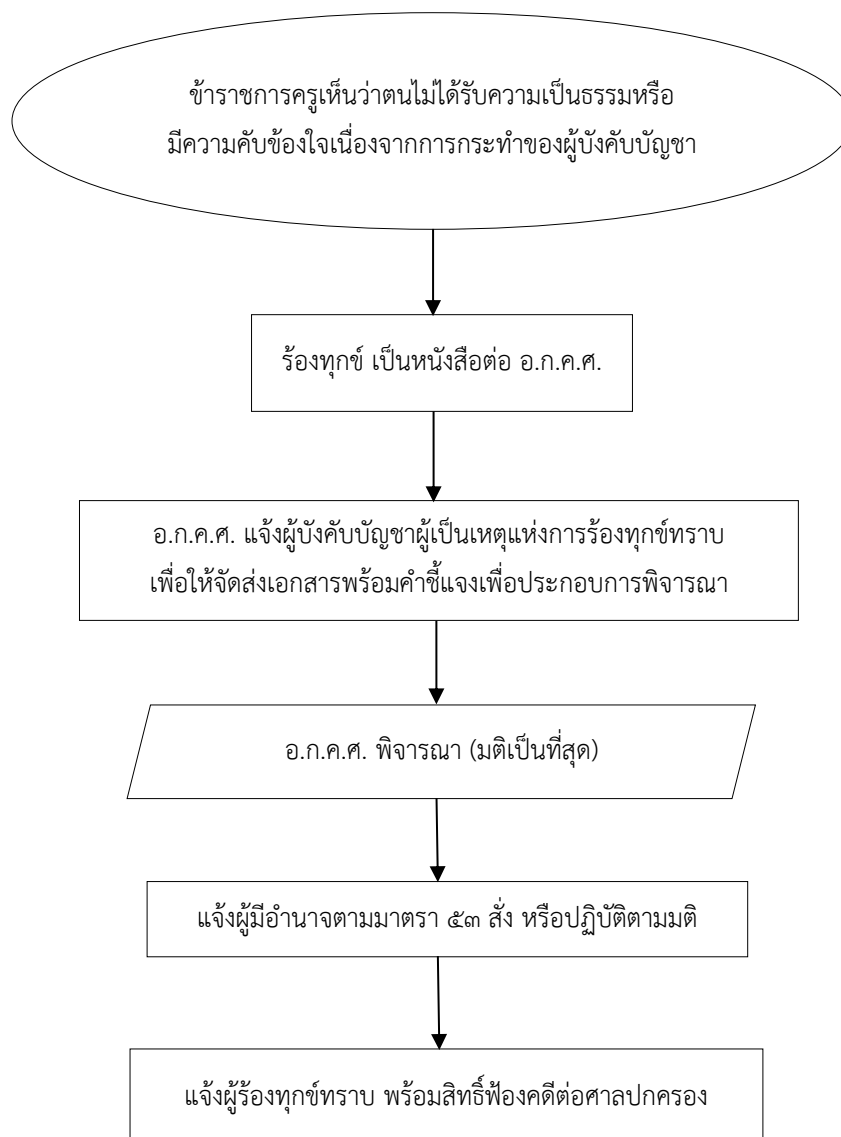 ข้าราชการครูเห็นว่าตนไม่ได้รับความเป็นธรรมหรือ
มีความคับข้องใจเนื่องจากการกระทำของผู้บังคับบัญชา
ร้องทุกข์ เป็นหนังสือต่อ อ.ก.ค.ศ.
อ.ก.ค.ศ. แจ้งผู้บังคับบัญชาผู้เป็นเหตุแห่งการร้องทุกข์ทราบ
เพื่อให้จัดส่งเอกสารพร้อมคำชี้แจงเพื่อประกอบการพิจารณา
อ.ก.ค.ศ. พิจารณา (มติเป็นที่สุด)
แจ้งผู้มีอำนาจตามมาตรา ๕๓ สั่ง หรือปฏิบัติตามมติ
แจ้งผู้ร้องทุกข์ทราบ พร้อมสิทธิ์ฟ้องคดีต่อศาลปกครอง